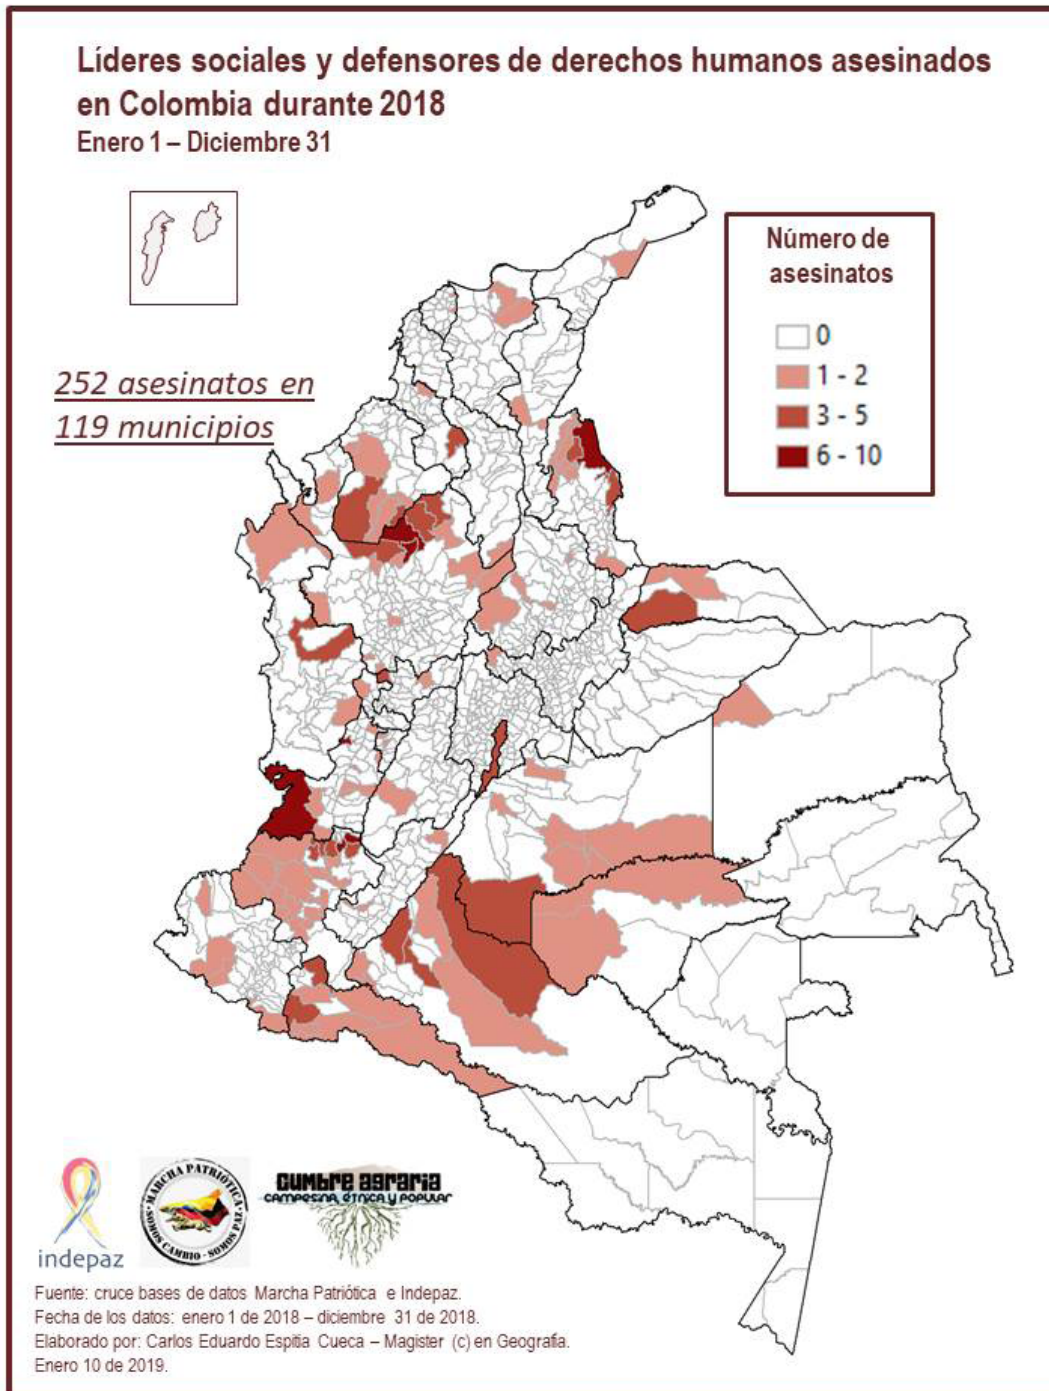 Líderes sociales y defensores de derechos humanos asesinados
en Colombia durante 2018
Enero 1 – Diciembre 31
Número de
asesinatos
0
1 - 2
3 - 5
6 - 10
252 asesinatos en
119 municipios
indepaz
MARCHA PATRIÓTICA
SOMOS CAMBIO - SOMOS PAZ
CUMBRE AGRARIA
CAMPESINA, ÉTNICA Y POPULAR
Fuente: cruce bases de datos Marcha Patriótica e Indepaz.
Fecha de los datos: enero 1 de 2018 – diciembre 31 de 2018.
Elaborado por: Carlos Eduardo Espitia Cueca – Magister (c) en Geografía.
Enero 10 de 2019.